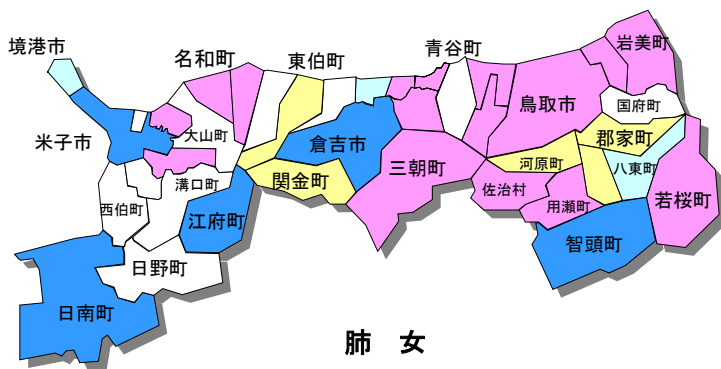 境港市
名和町
東伯町
青谷町
岩美町
米子市
大山町
倉吉市
鳥取市
国府町
郡家町
溝口町
関金町
三朝町
河原町
八東町
西伯町
江府町
佐治村
用瀬町
若桜町
日野町
智頭町
日南町
肺 女